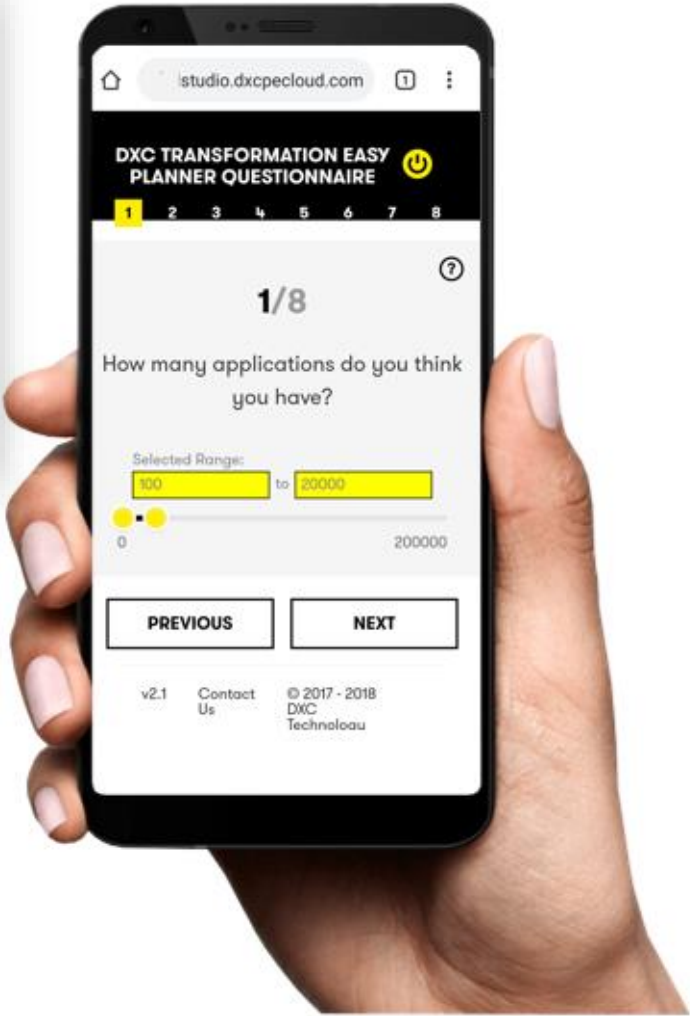 studio.dxcpecloud.com
1
DXC TRANSFORMATION EASY
PLANNER QUESTIONNAIRE
1 2 3 4 5 6 7 8
?
1/8
How many applications do you think
you have?
Selected Range:
100 to 20000
0 200000
PREVIOUS NEXT
v2.1 Contact Us © 2017 - 2018
DXC
Technoloau